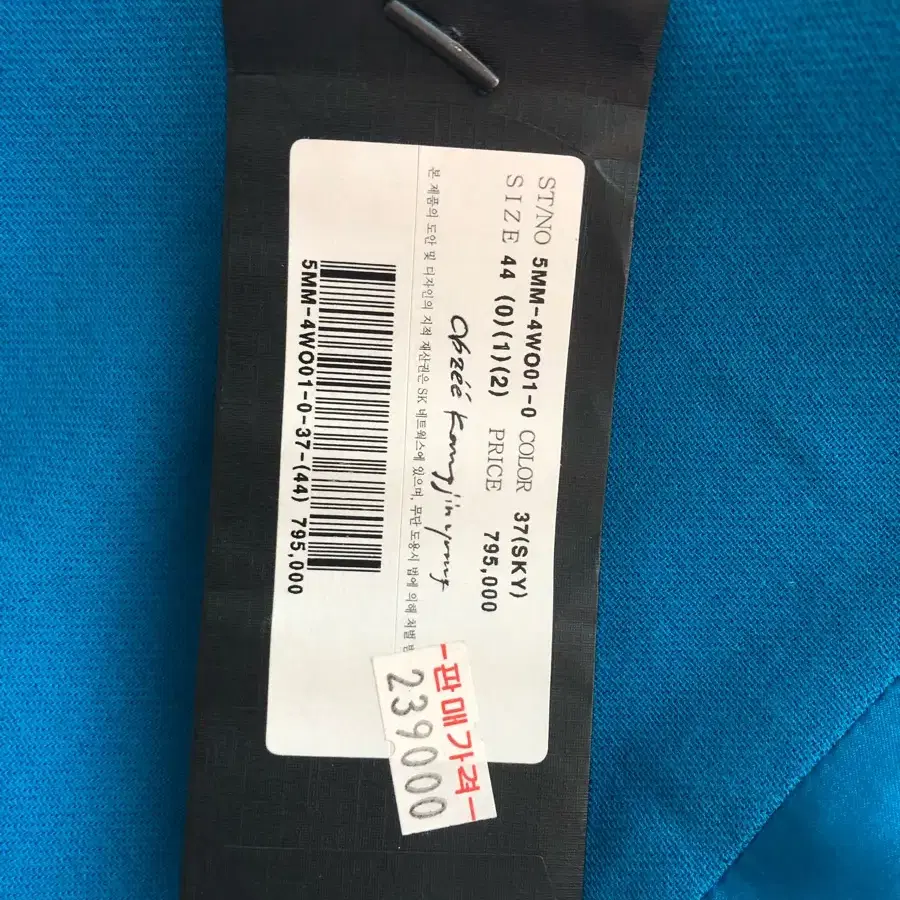 ST/NO 5MM-4WO01-0 COLOR 37(SKY)
SIZE 44 (0)(1)(2) PRICE 795,000
obzéé Kangjinyoung
본 제품의 도안 및 디자인의 지적 재산권은 SK 네트웍스에 있으며, 무단 도용시 법에 의해 처벌
5MM-4WO01-0-37-(44) 795,000
판매가격
239000